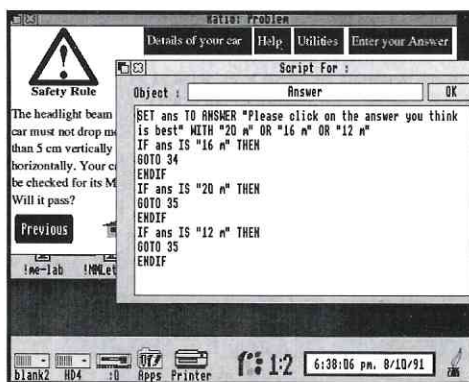 Ratio: Problem
Details of your car Help Utilities Enter your Answer
Safety Rule
The headlight beam
car must not drop m
than 5 cm vertically
horizontally. Your c
be checked for its M
Will it pass?
Previous
Script For :
Object : Answer OK
SET ans TO ANSWER "Please click on the answer you think
is best" WITH "20 m" OR "16 m" OR "12 m"
IF ans IS "16 m" THEN
GOTO 34
ENDIF
IF ans IS "20 m" THEN
GOTO 35
ENDIF
IF ans IS "12 m" THEN
GOTO 35
ENDIF
!me-lab !MMLet
blank2 HD4 :0 Apps Printer 1:2 6:38:06 pm. 8/10/91